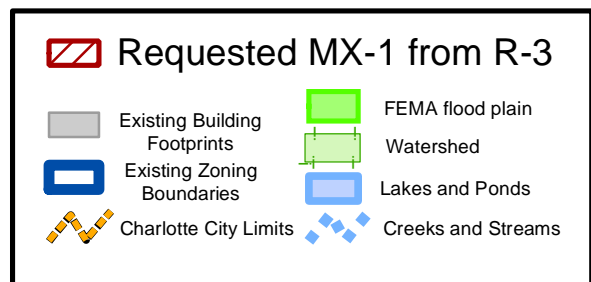 Requested MX-1 from R-3
Existing Building
Footprints
Existing Zoning
Boundaries
Charlotte City Limits
FEMA flood plain
Watershed
Lakes and Ponds
Creeks and Streams